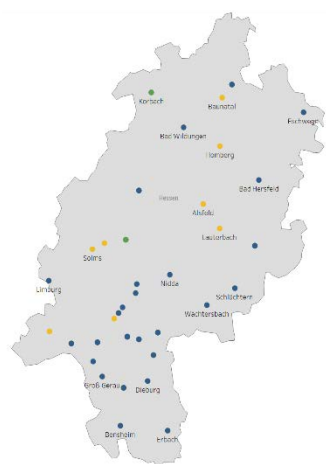 Korbach
Baunatal
Eschwege
Bad Wildungen
Homberg
Bad Hersfeld
Hessen
Alsfeld
Lauterbach
Solms
Limburg
Nidda
Schlüchtern
Wächtersbach
Groß Gerau
Dieburg
Bensheim
Erbach